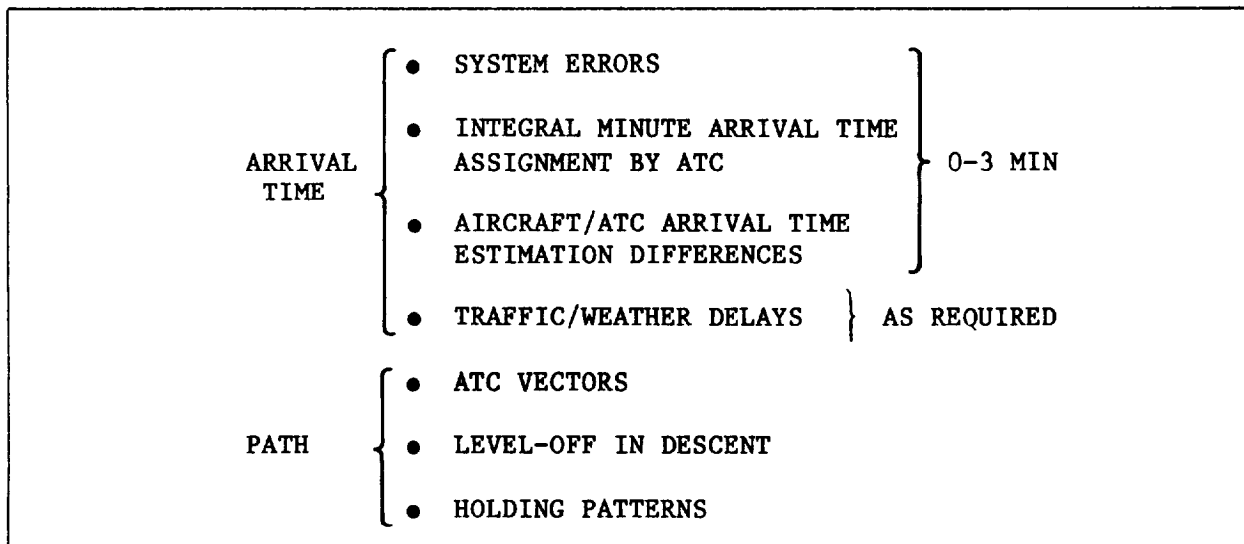 ARRIVAL TIME
• SYSTEM ERRORS
• INTEGRAL MINUTE ARRIVAL TIME
ASSIGNMENT BY ATC
• AIRCRAFT/ATC ARRIVAL TIME
ESTIMATION DIFFERENCES
0-3 MIN
• TRAFFIC/WEATHER DELAYS } AS REQUIRED
PATH
• ATC VECTORS
• LEVEL-OFF IN DESCENT
• HOLDING PATTERNS